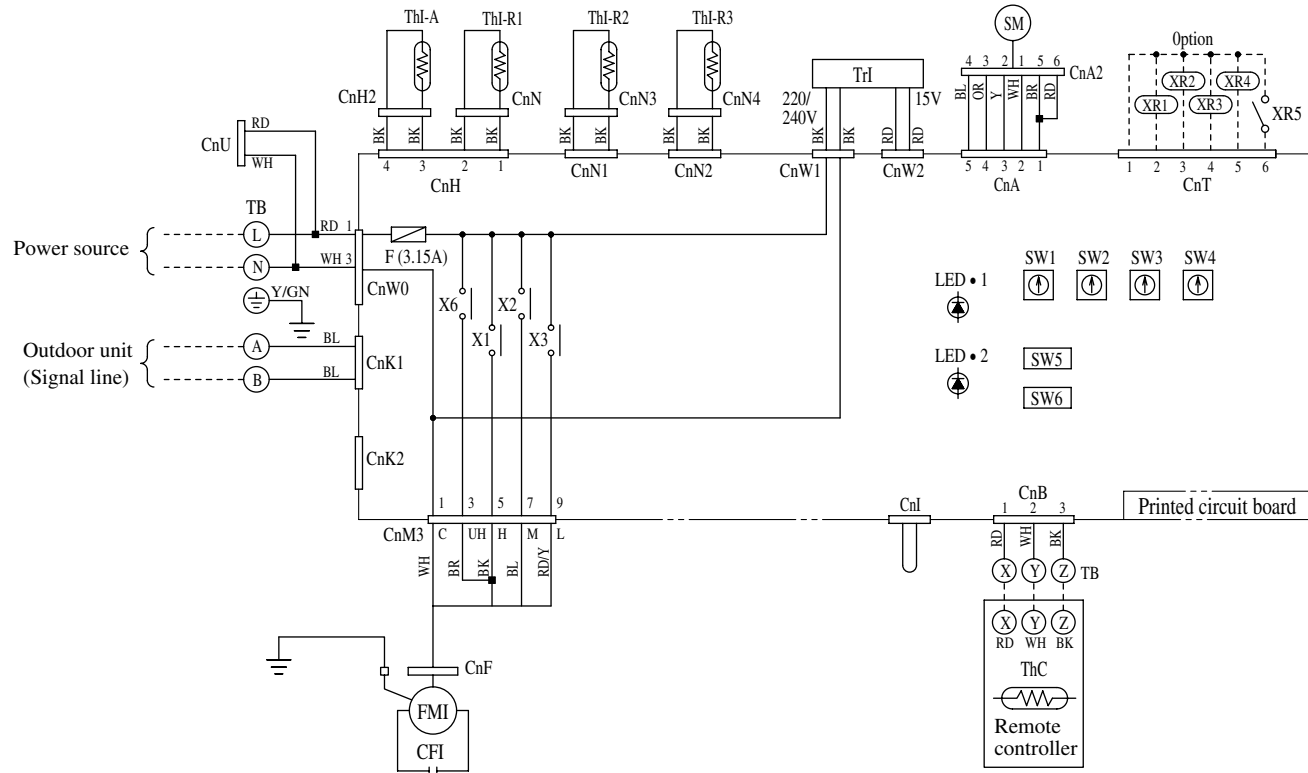 ThI-A ThI-R1 ThI-R2 ThI-R3 SM Option
4 3 2 1 5 6 CnA2
TrI
CnH2 CnN CnN3 CnN4
220/
240V
15V
BL OR Y WH BR RD
XR2 XR4
XR1 XR3
XR5
BK BK BK BK BK BK BK BK BK BK RD RD
CnU RD
WH
4 3 2 1
CnH CnN1 CnN2 CnW1 CnW2
5 4 3 2 1
CnA
1 2 3 4 5 6
CnT
TB
Power source
L RD 1
N WH 3
F (3.15A)
CnW0
Y/GN
X6 X2
X1 X3
LED • 1
SW1 SW2 SW3 SW4
Outdoor unit
(Signal line)
A BL
B BL
CnK1
LED • 2
SW5
SW6
CnK2
1 3 5 7 9
CnM3 C UH H M L
WH BR BK BL RD/Y
CnI
CnB
1 2 3
Printed circuit board
RD WH BK
X Y Z TB
X Y Z
RD WH BK
ThC
Remote
controller
CnF
FMI
CFI